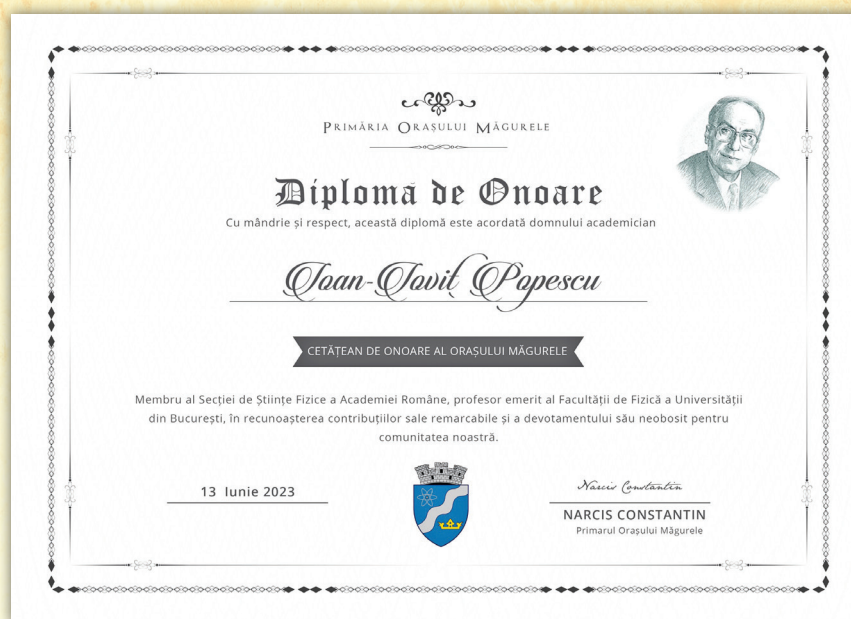 Primăria Orașului Măgurele
Diplomă de Onoare
Cu mândrie și respect, această diplomă este acordată domnului academician
Ioan-Ioviț Popescu
CETĂȚEAN DE ONOARE AL ORAȘULUI MĂGURELE
Membru al Secției de Științe Fizice a Academiei Române, profesor emerit al Facultății de Fizică a Universității
din București, în recunoașterea contribuțiilor sale remarcabile și a devotamentului său neobosit pentru
comunitatea noastră.
13 Iunie 2023
Narcis Constantin
NARCIS CONSTANTIN
Primarul Orașului Măgurele